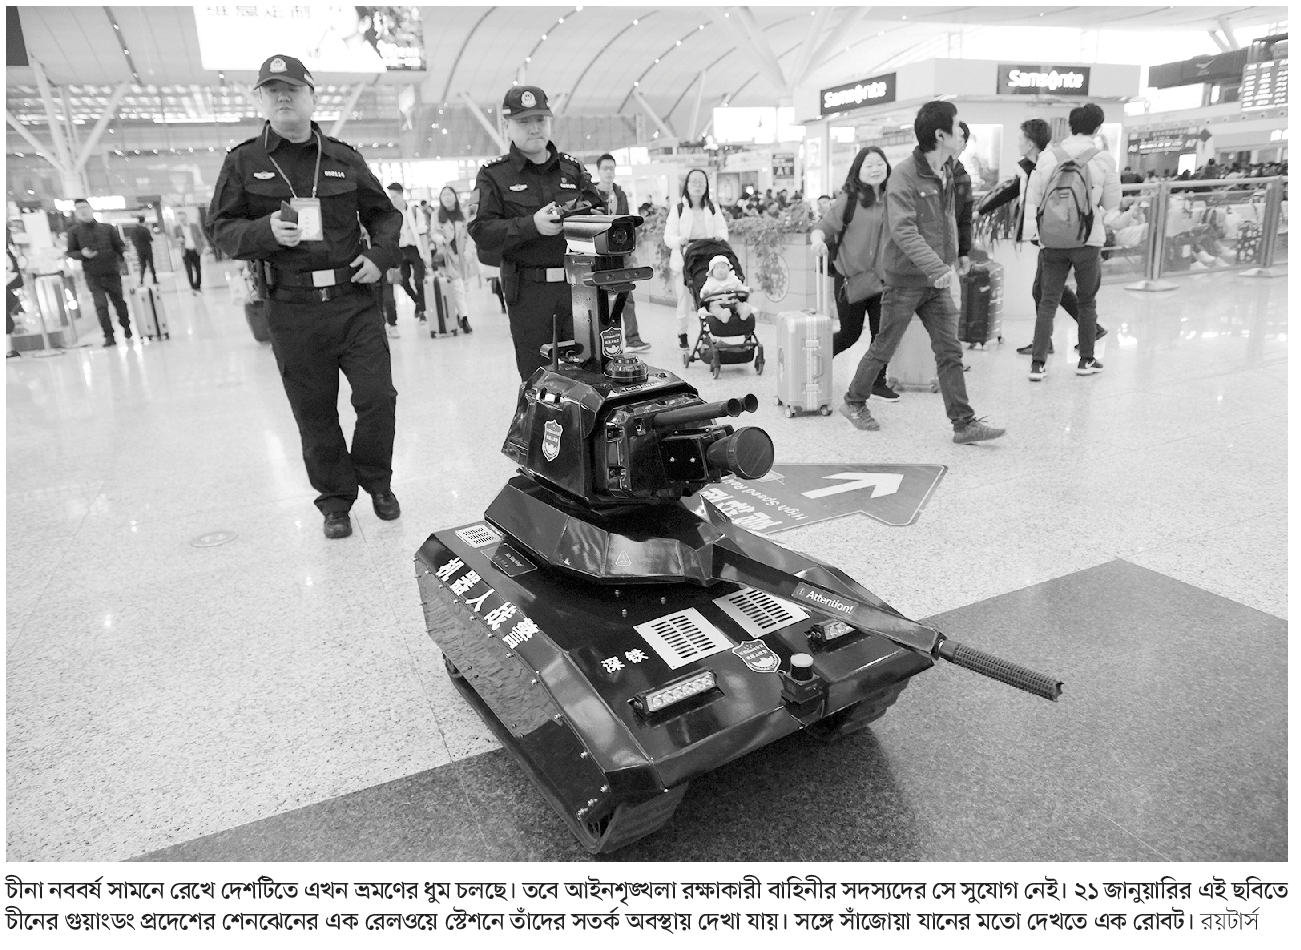 Samsonite
Samsonite
High Speed Rail
Attention!
机器人校警
深铁
চীনা নববর্ষ সামনে রেখে দেশটিতে এখন ভ্রমণের ধুম চলছে। তবে আইনশৃঙ্খলা রক্ষাকারী বাহিনীর সদস্যদের সে সুযোগ নেই। ২১ জানুয়ারির এই ছবিতে
চীনের গুয়াংডং প্রদেশের শেনঝেনের এক রেলওয়ে স্টেশনে তাঁদের সতর্ক অবস্থায় দেখা যায়। সঙ্গে সাঁজোয়া যানের মতো দেখতে এক রোবট। রয়টার্স